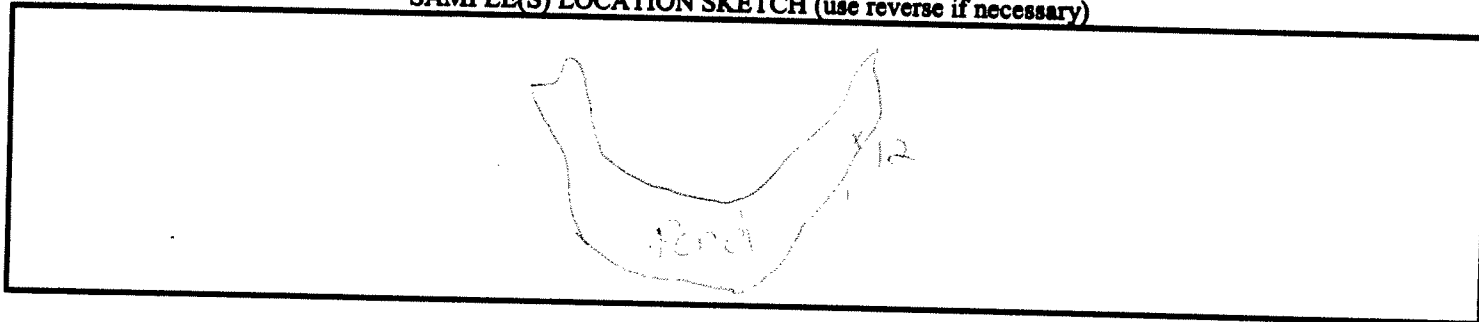 SAMPLE(S) LOCATION SKETCH (use reverse if necessary)
x 12
Pond